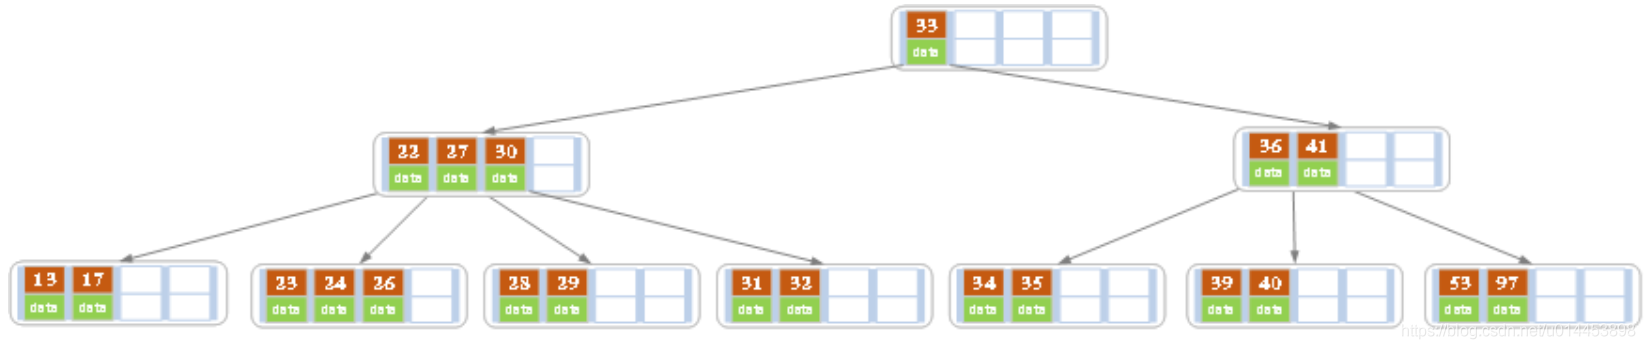 33
data
22 27 30
data data data
36 41
data data
13 17
data data
23 24 26
data data data
28 29
data data
31 32
data data
34 35
data data
39 40
data data
53 97
data data
https://blog.csdn.net/u014453898